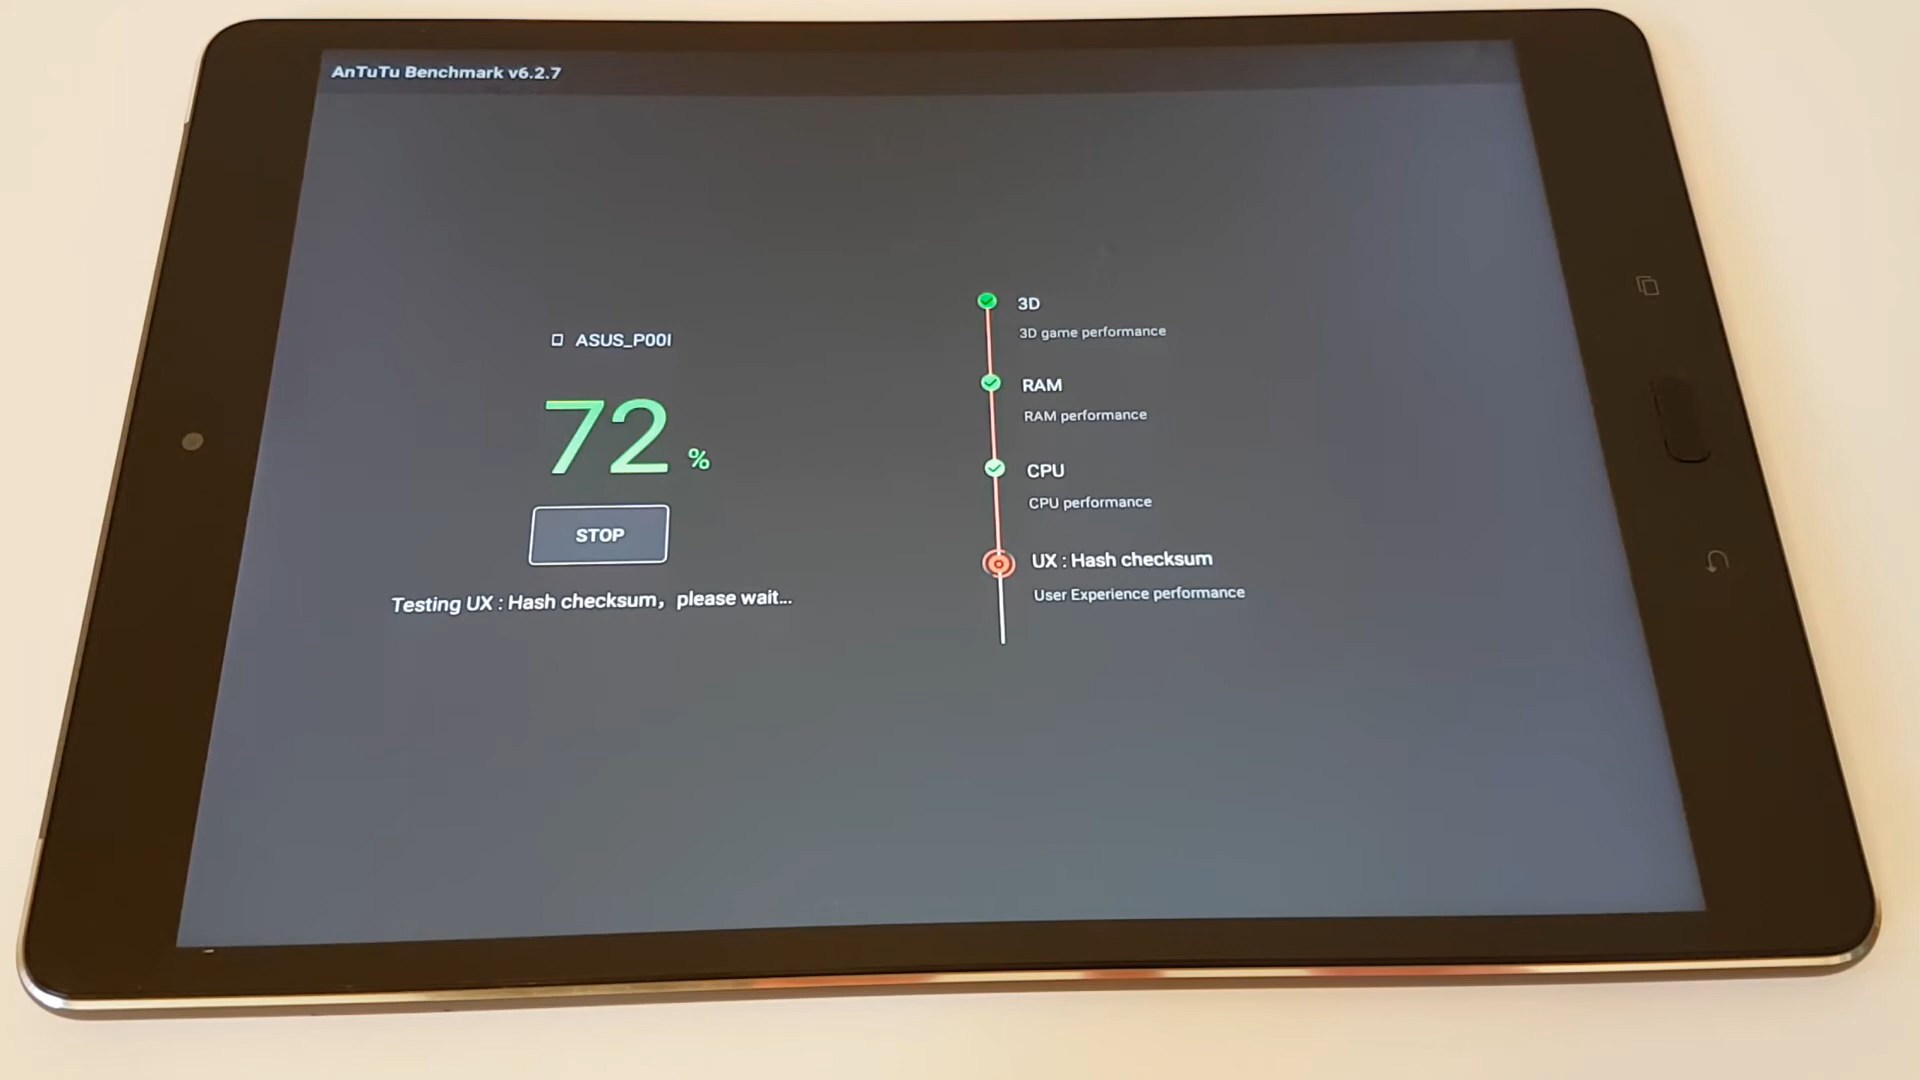 AnTuTu Benchmark v6.2.7
ASUS_P00I
72 %
STOP
Testing UX : Hash checksum, please wait...
3D
3D game performance
RAM
RAM performance
CPU
CPU performance
UX : Hash checksum
User Experience performance